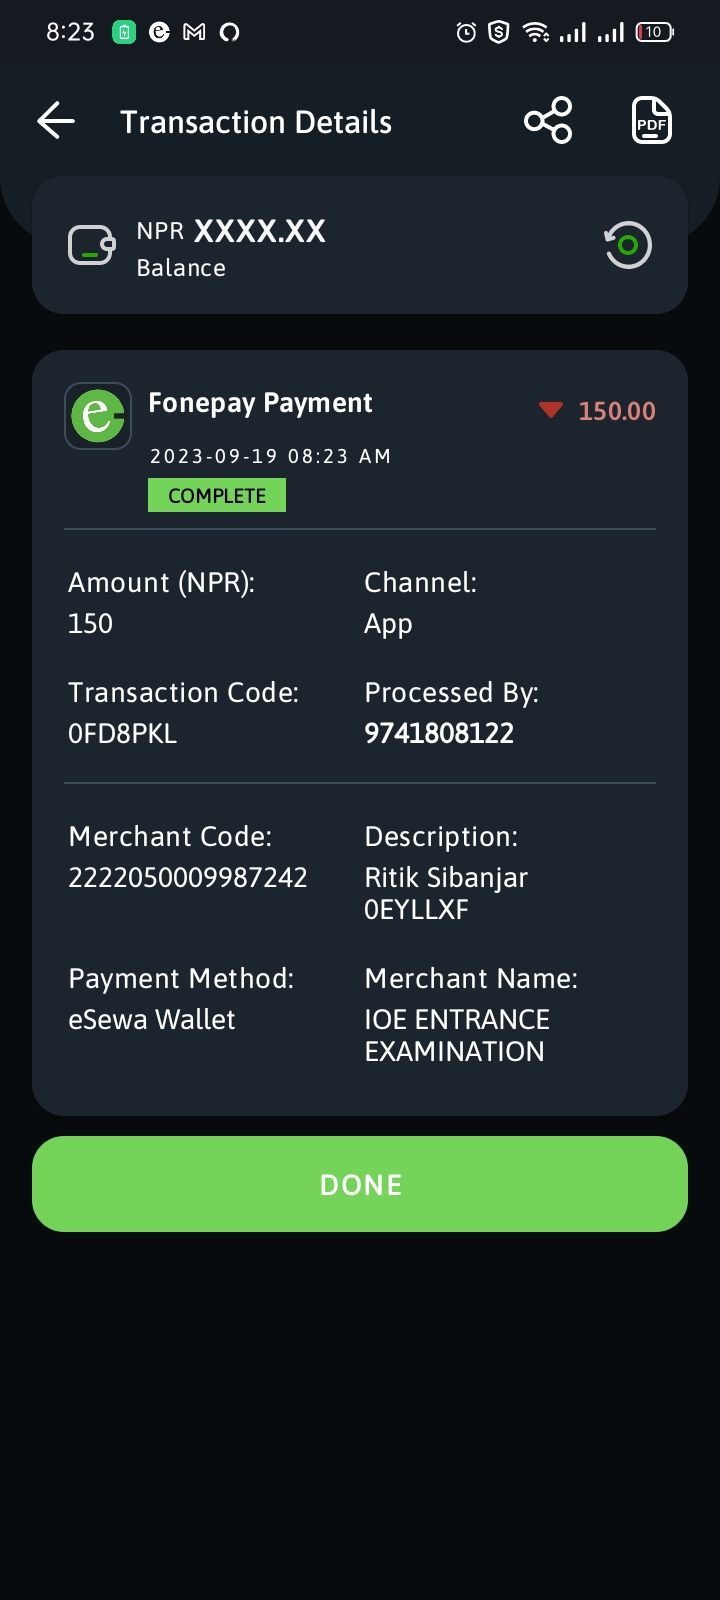 8:23
10
Transaction Details
PDF
NPR XXXX.XX
Balance
Fonepay Payment
150.00
2023-09-19 08:23 AM
COMPLETE
Amount (NPR): Channel:
150 App
Transaction Code: Processed By:
0FD8PKL 9741808122
Merchant Code: Description:
2222050009987242 Ritik Sibanjar
0EYLLXF
Payment Method: Merchant Name:
eSewa Wallet IOE ENTRANCE
EXAMINATION
DONE